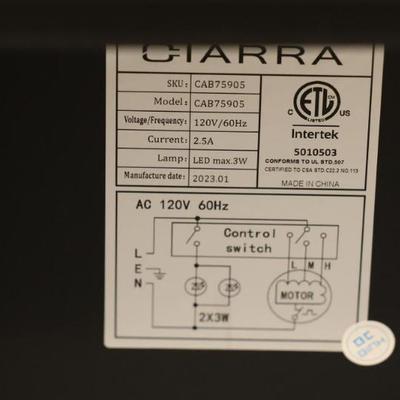 CIARRA
SKU: CAB75905
Model: CAB75905
Voltage/Frequency: 120V/60Hz
Current: 2.5A
Lamp: LED max.3W
Manufacture date: 2023.01
C ETL US
LISTED
Intertek
5010503
CONFORMS TO UL STD.507
CERTIFIED TO CSA STD.C22.2 NO.113
MADE IN CHINA
AC 120V 60Hz
Control
switch
L
E
N
L M H
MOTOR
2X3W
QC